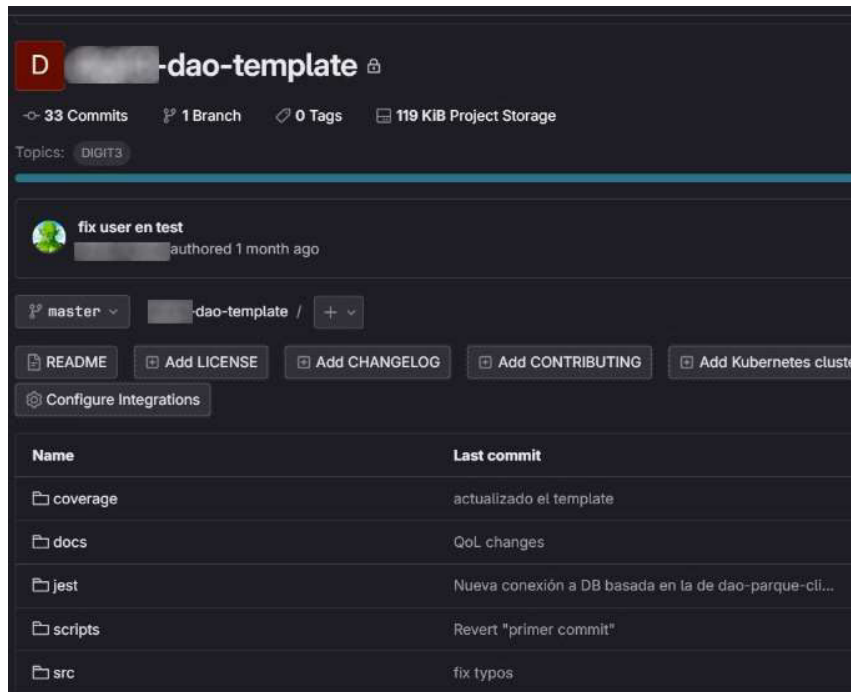 D
-dao-template
33 Commits 1 Branch 0 Tags 119 KiB Project Storage
Topics: DIGIT3
fix user en test
authored 1 month ago
master -dao-template / +
README Add LICENSE Add CHANGELOG Add CONTRIBUTING Add Kubernetes cluste
Configure Integrations
Name Last commit
coverage actualizado el template
docs QoL changes
jest Nueva conexión a DB basada en la de dao-parque-cli...
scripts Revert "primer commit"
src fix typos